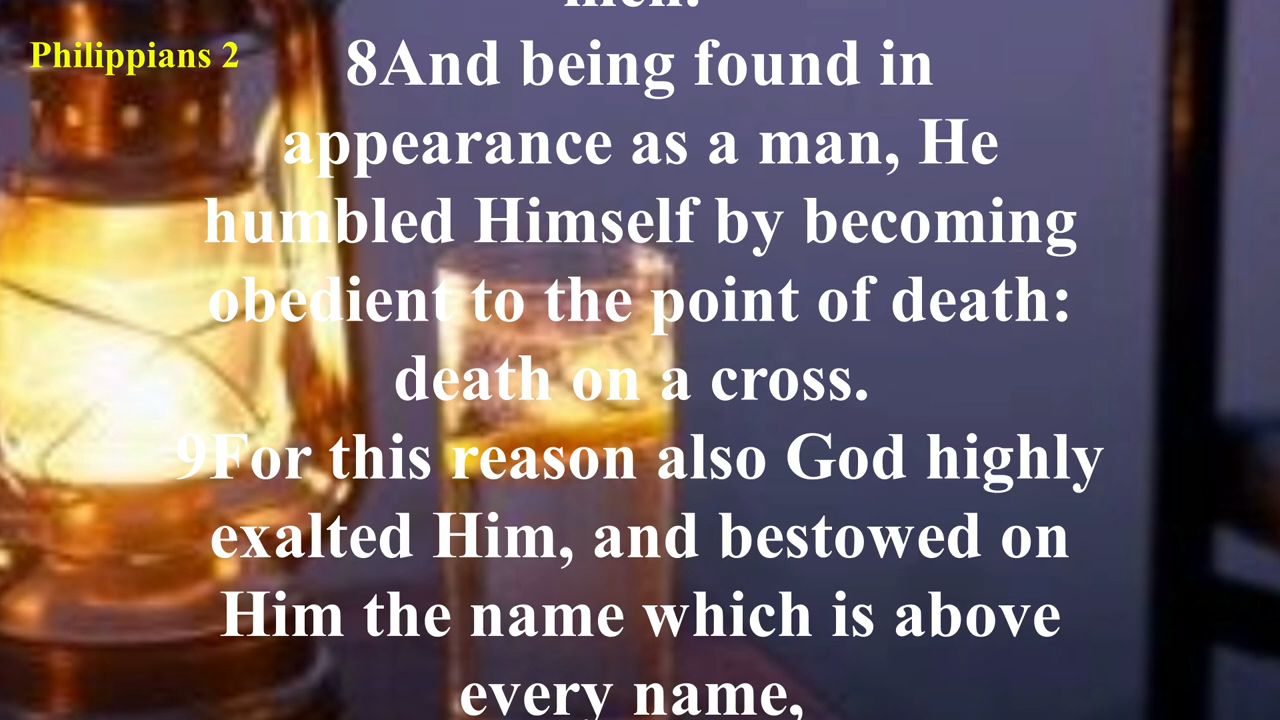 Philippians 2
men.
8And being found in
appearance as a man, He
humbled Himself by becoming
obedient to the point of death:
death on a cross.
9For this reason also God highly
exalted Him, and bestowed on
Him the name which is above
every name,